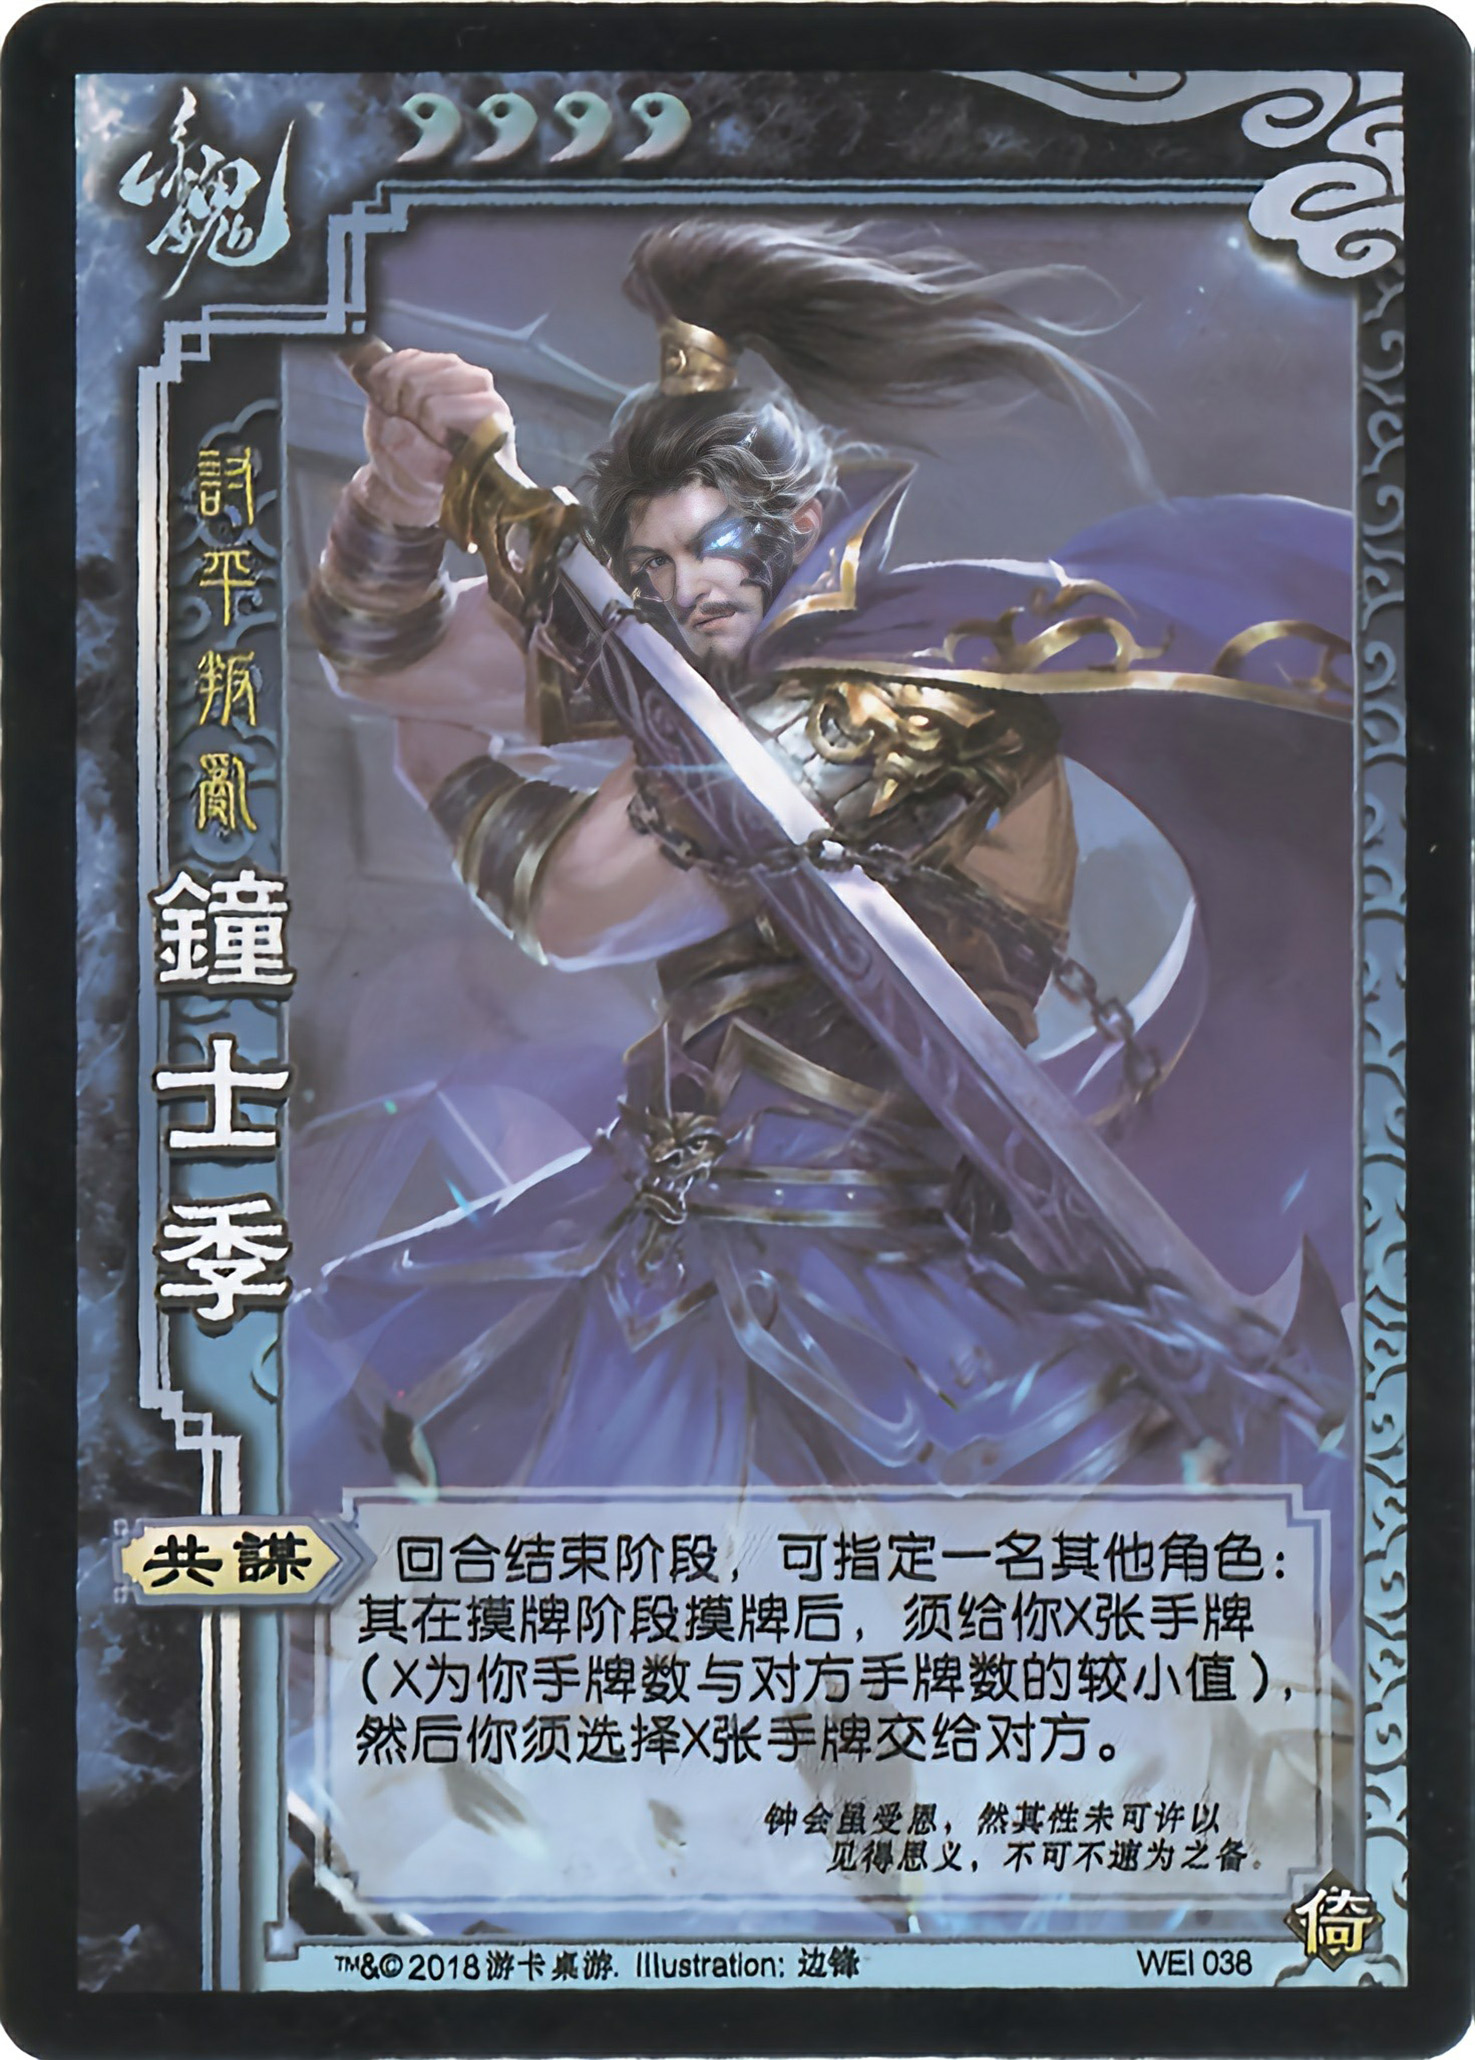 魏
討平叛亂
鐘士季
共謀
回合结束阶段，可指定一名其他角色：
其在摸牌阶段摸牌后，须给你X张手牌
（X为你手牌数与对方手牌数的较小值），
然后你须选择X张手牌交给对方。
钟会虽受恩，然其性未可许以
见得思义，不可不速为之备。
倚
™&©2018游卡桌游. Illustration: 边锋
WEI 038